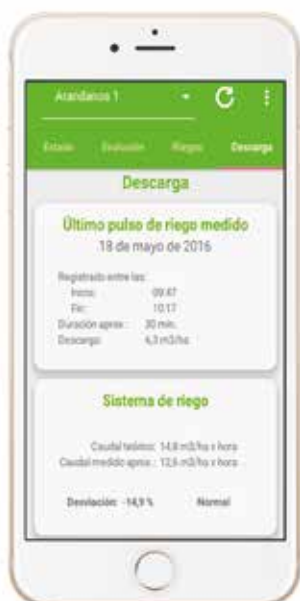 Arandanos 1
Estado Evolución Riegos Descarga
Descarga
Último pulso de riego medido
18 de mayo de 2016
Registrado entre las:
Inicio: 09:47
Fin: 10:17
Duración aprox.: 30 min.
Descarga: 6,3 m3/ha
Sistema de riego
Caudal teórico: 14,8 m3/ha x hora
Caudal medido aprox.: 12,6 m3/ha x hora
Desviación: -14,9 % Normal